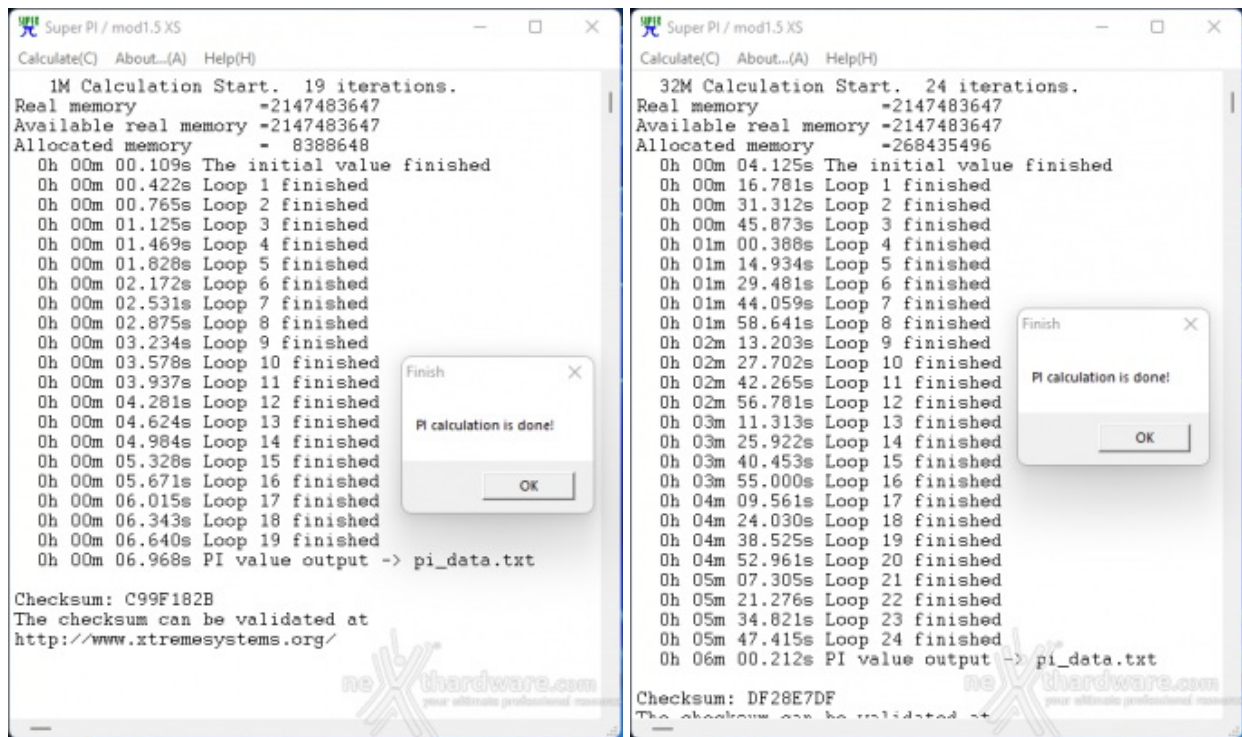 Super PI / mod1.5 XS
Calculate(C) About...(A) Help(H)
1M Calculation Start. 19 iterations.
Real memory =2147483647
Available real memory =2147483647
Allocated memory = 8388648
0h 00m 00.109s The initial value finished
0h 00m 00.422s Loop 1 finished
0h 00m 00.765s Loop 2 finished
0h 00m 01.125s Loop 3 finished
0h 00m 01.469s Loop 4 finished
0h 00m 01.828s Loop 5 finished
0h 00m 02.172s Loop 6 finished
0h 00m 02.531s Loop 7 finished
0h 00m 02.875s Loop 8 finished
0h 00m 03.234s Loop 9 finished
0h 00m 03.578s Loop 10 finished
0h 00m 03.937s Loop 11 finished
0h 00m 04.281s Loop 12 finished
0h 00m 04.624s Loop 13 finished
0h 00m 04.984s Loop 14 finished
0h 00m 05.328s Loop 15 finished
0h 00m 05.671s Loop 16 finished
0h 00m 06.015s Loop 17 finished
0h 00m 06.343s Loop 18 finished
0h 00m 06.640s Loop 19 finished
0h 00m 06.968s PI value output -> pi_data.txt
Checksum: C99F182B
The checksum can be validated at
http://www.xtremesystems.org/
Finish
PI calculation is done!
OK
nexthardware.com
your ultimate professional resource
Super PI / mod1.5 XS
Calculate(C) About...(A) Help(H)
32M Calculation Start. 24 iterations.
Real memory =2147483647
Available real memory =2147483647
Allocated memory =268435496
0h 00m 04.125s The initial value finished
0h 00m 16.781s Loop 1 finished
0h 00m 31.312s Loop 2 finished
0h 00m 45.873s Loop 3 finished
0h 01m 00.388s Loop 4 finished
0h 01m 14.934s Loop 5 finished
0h 01m 29.481s Loop 6 finished
0h 01m 44.059s Loop 7 finished
0h 01m 58.641s Loop 8 finished
0h 02m 13.203s Loop 9 finished
0h 02m 27.702s Loop 10 finished
0h 02m 42.265s Loop 11 finished
0h 02m 56.781s Loop 12 finished
0h 03m 11.313s Loop 13 finished
0h 03m 25.922s Loop 14 finished
0h 03m 40.453s Loop 15 finished
0h 03m 55.000s Loop 16 finished
0h 04m 09.561s Loop 17 finished
0h 04m 24.030s Loop 18 finished
0h 04m 38.525s Loop 19 finished
0h 04m 52.961s Loop 20 finished
0h 05m 07.305s Loop 21 finished
0h 05m 21.276s Loop 22 finished
0h 05m 34.821s Loop 23 finished
0h 05m 47.415s Loop 24 finished
0h 06m 00.212s PI value output -> pi_data.txt
Checksum: DF28E7DF
The checksum can be validated at
Finish
PI calculation is done!
OK
nexthardware.com
your ultimate professional resource